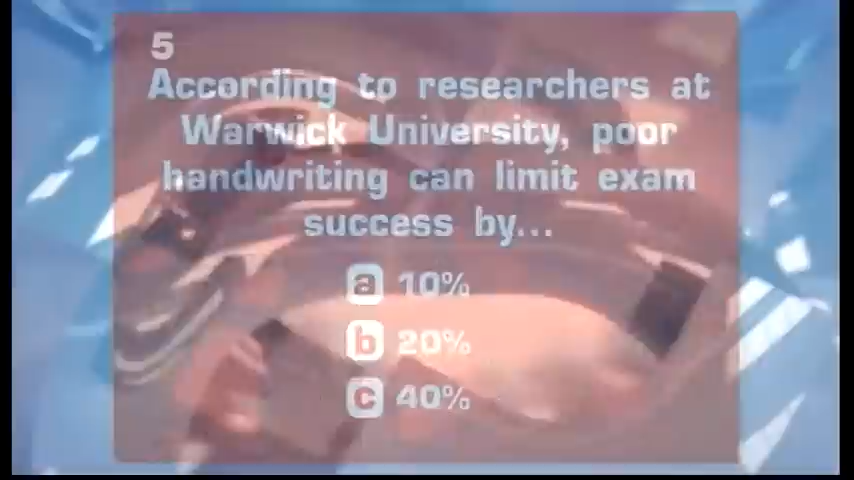 5
According to researchers at
Warwick University, poor
handwriting can limit exam
success by...
a 10%
b 20%
c 40%